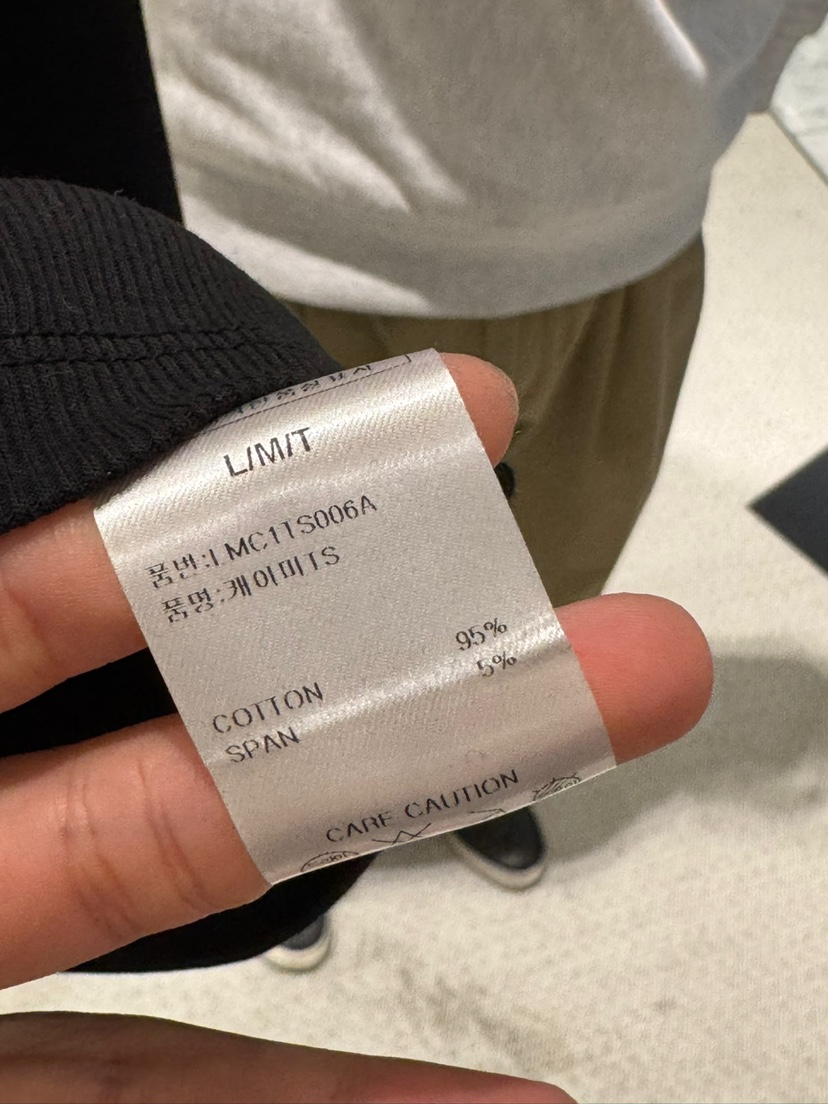 L/M/T
품번:LMC1TS006A
품명:케이미TS
95%
5%
COTTON
SPAN
CARE CAUTION